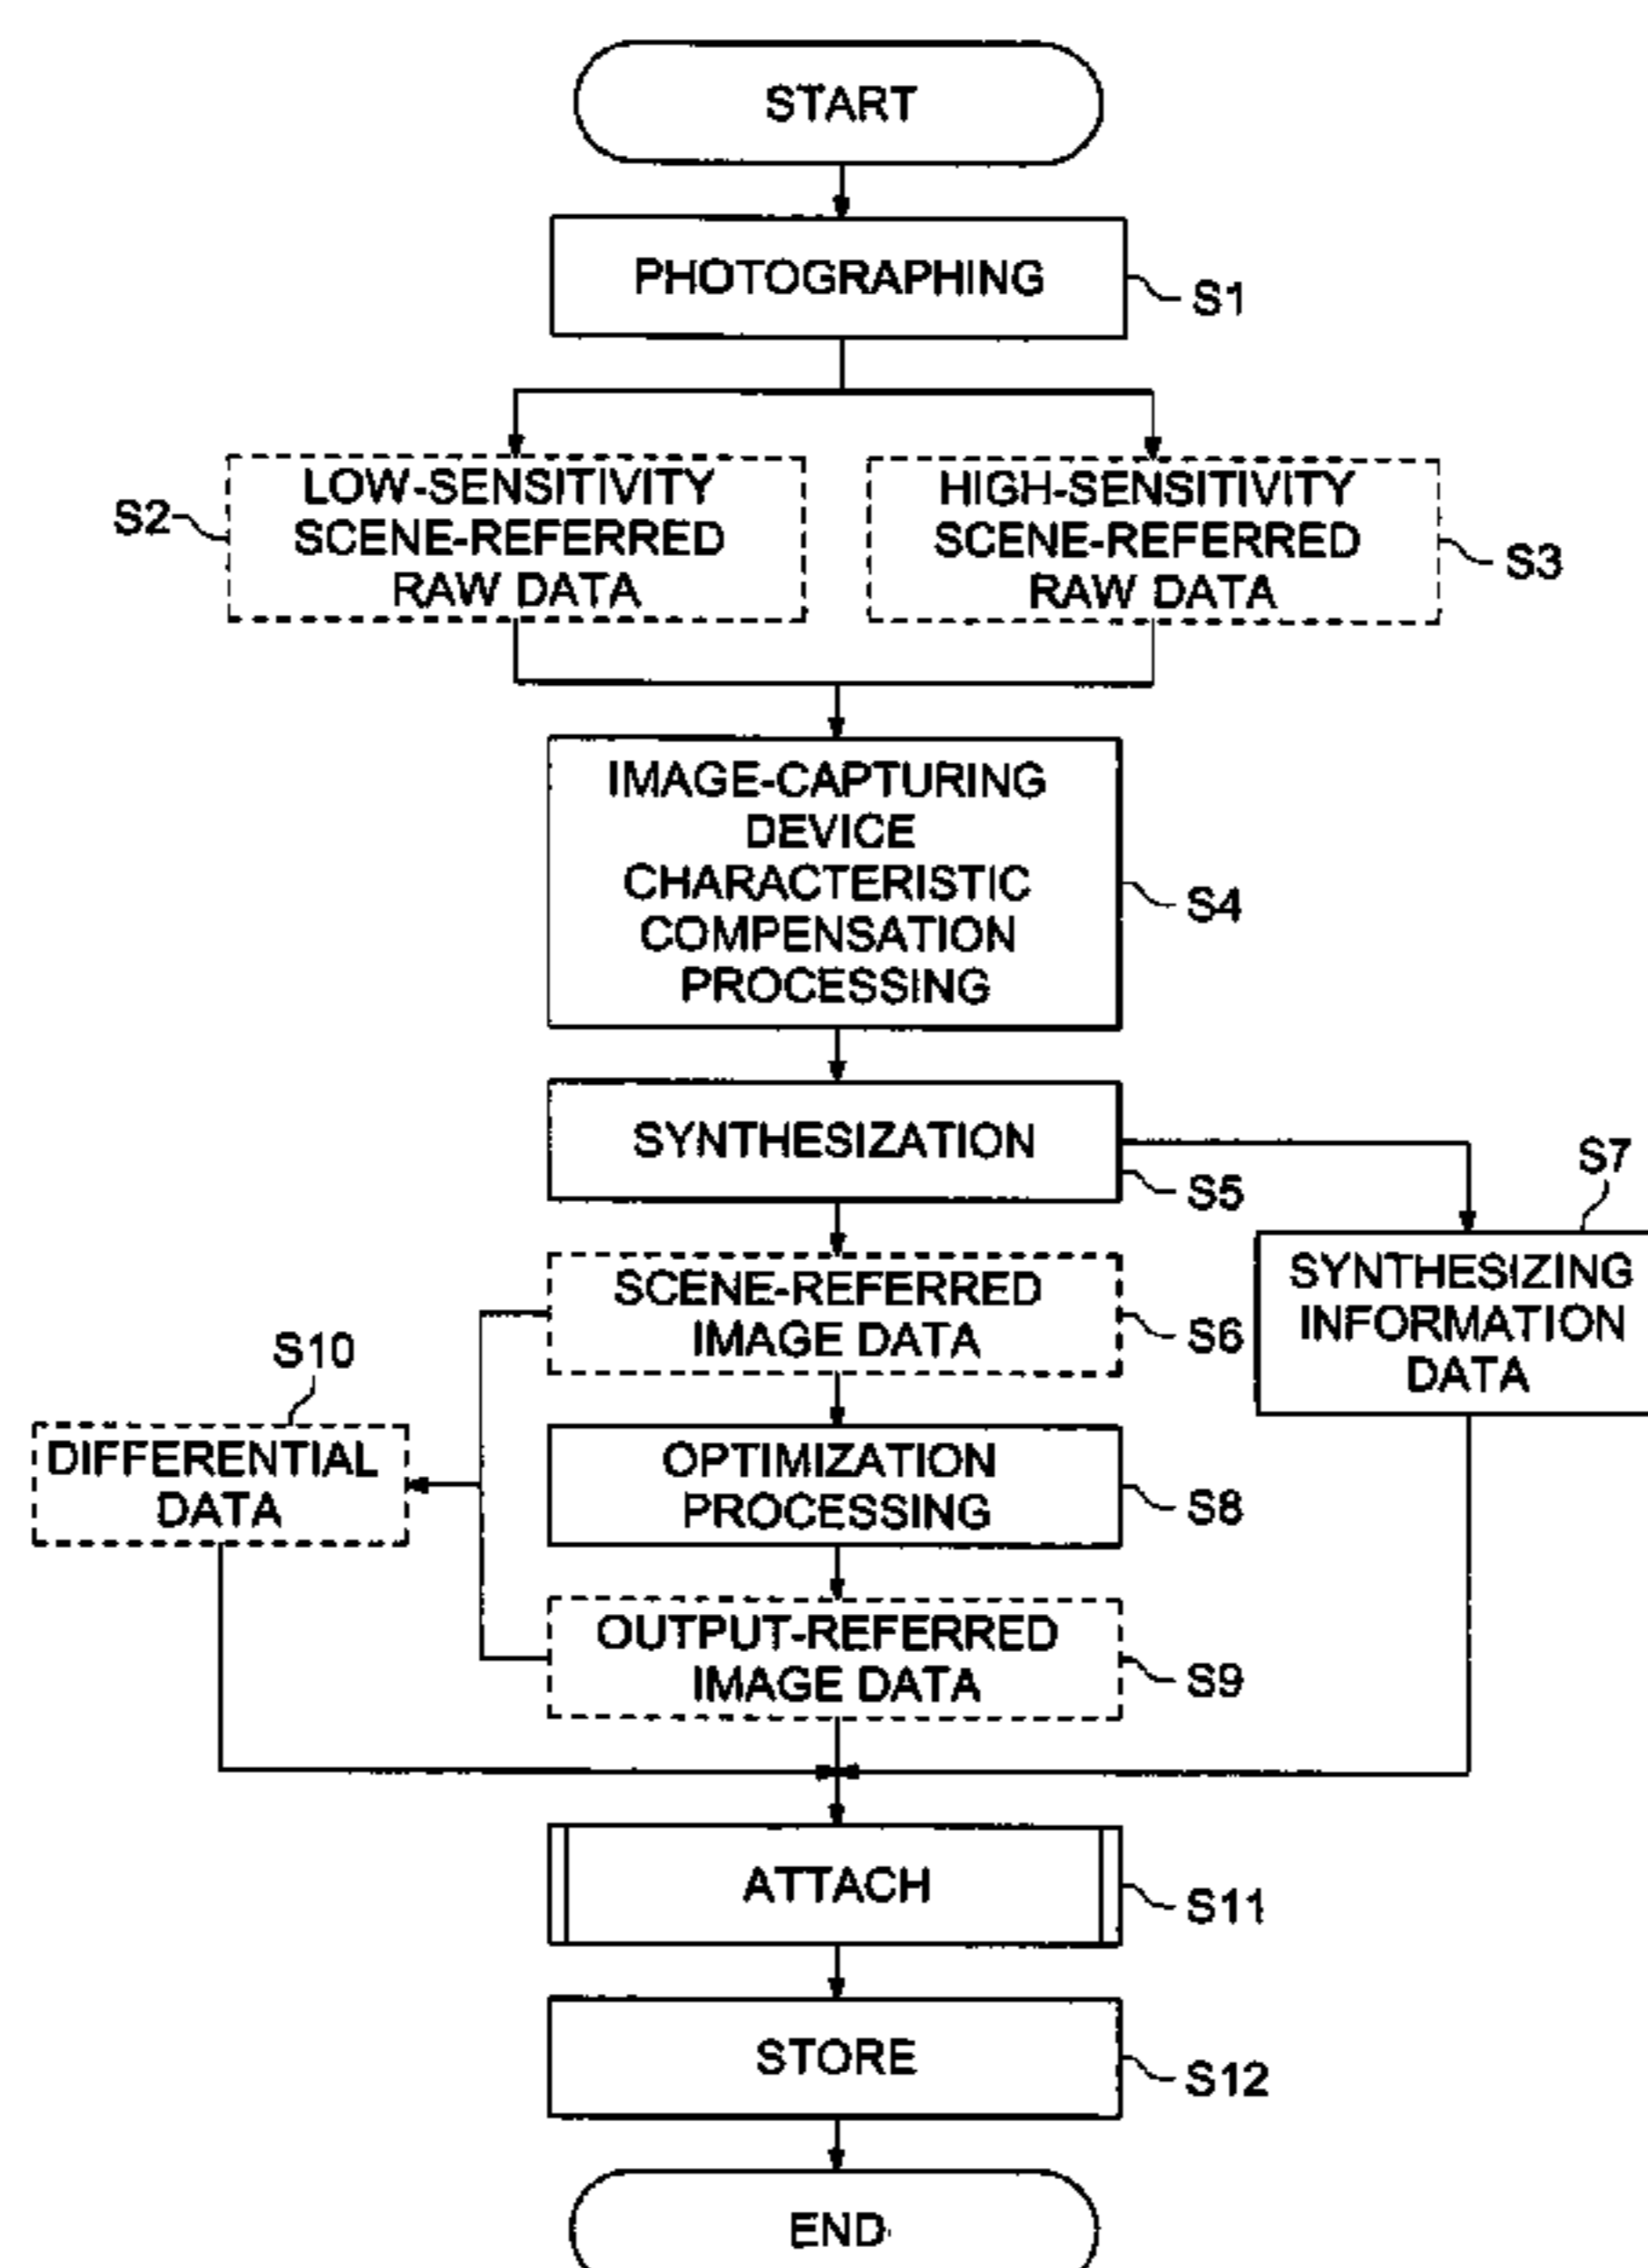 START
PHOTOGRAPHING
S1
LOW-SENSITIVITY
SCENE-REFERRED
RAW DATA
S2
HIGH-SENSITIVITY
SCENE-REFERRED
RAW DATA
S3
IMAGE-CAPTURING
DEVICE
CHARACTERISTIC
COMPENSATION
PROCESSING
S4
SYNTHESIZATION
S5
S7
SYNTHESIZING
INFORMATION
DATA
SCENE-REFERRED
IMAGE DATA
S6
S10
DIFFERENTIAL
DATA
OPTIMIZATION
PROCESSING
S8
OUTPUT-REFERRED
IMAGE DATA
S9
ATTACH
S11
STORE
S12
END